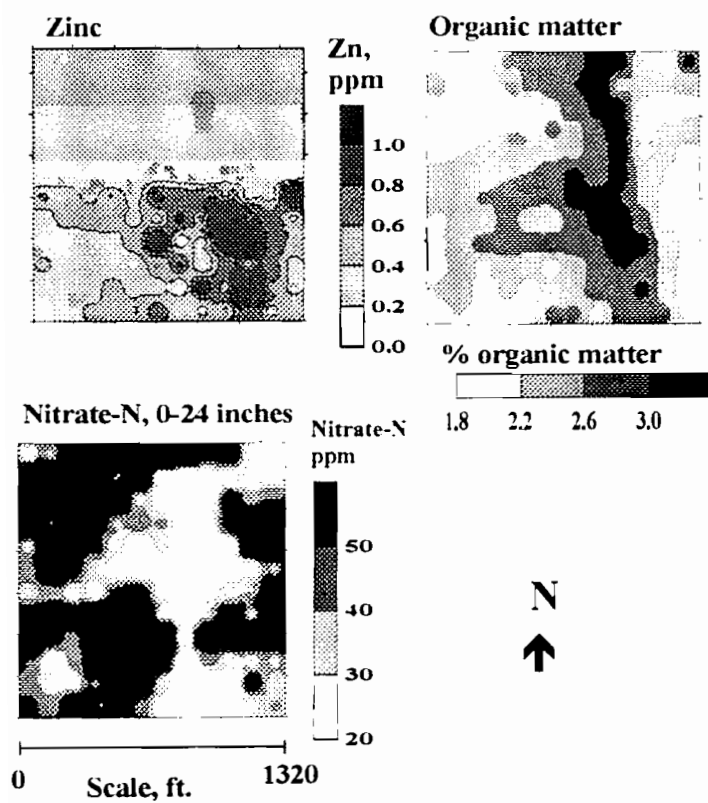 Zinc
Zn,
ppm
1.0
0.8
0.6
0.4
0.2
0.0
Organic matter
% organic matter
1.8 2.2 2.6 3.0
Nitrate-N, 0-24 inches
Nitrate-N
ppm
50
40
30
20
N
0 1320
Scale, ft.